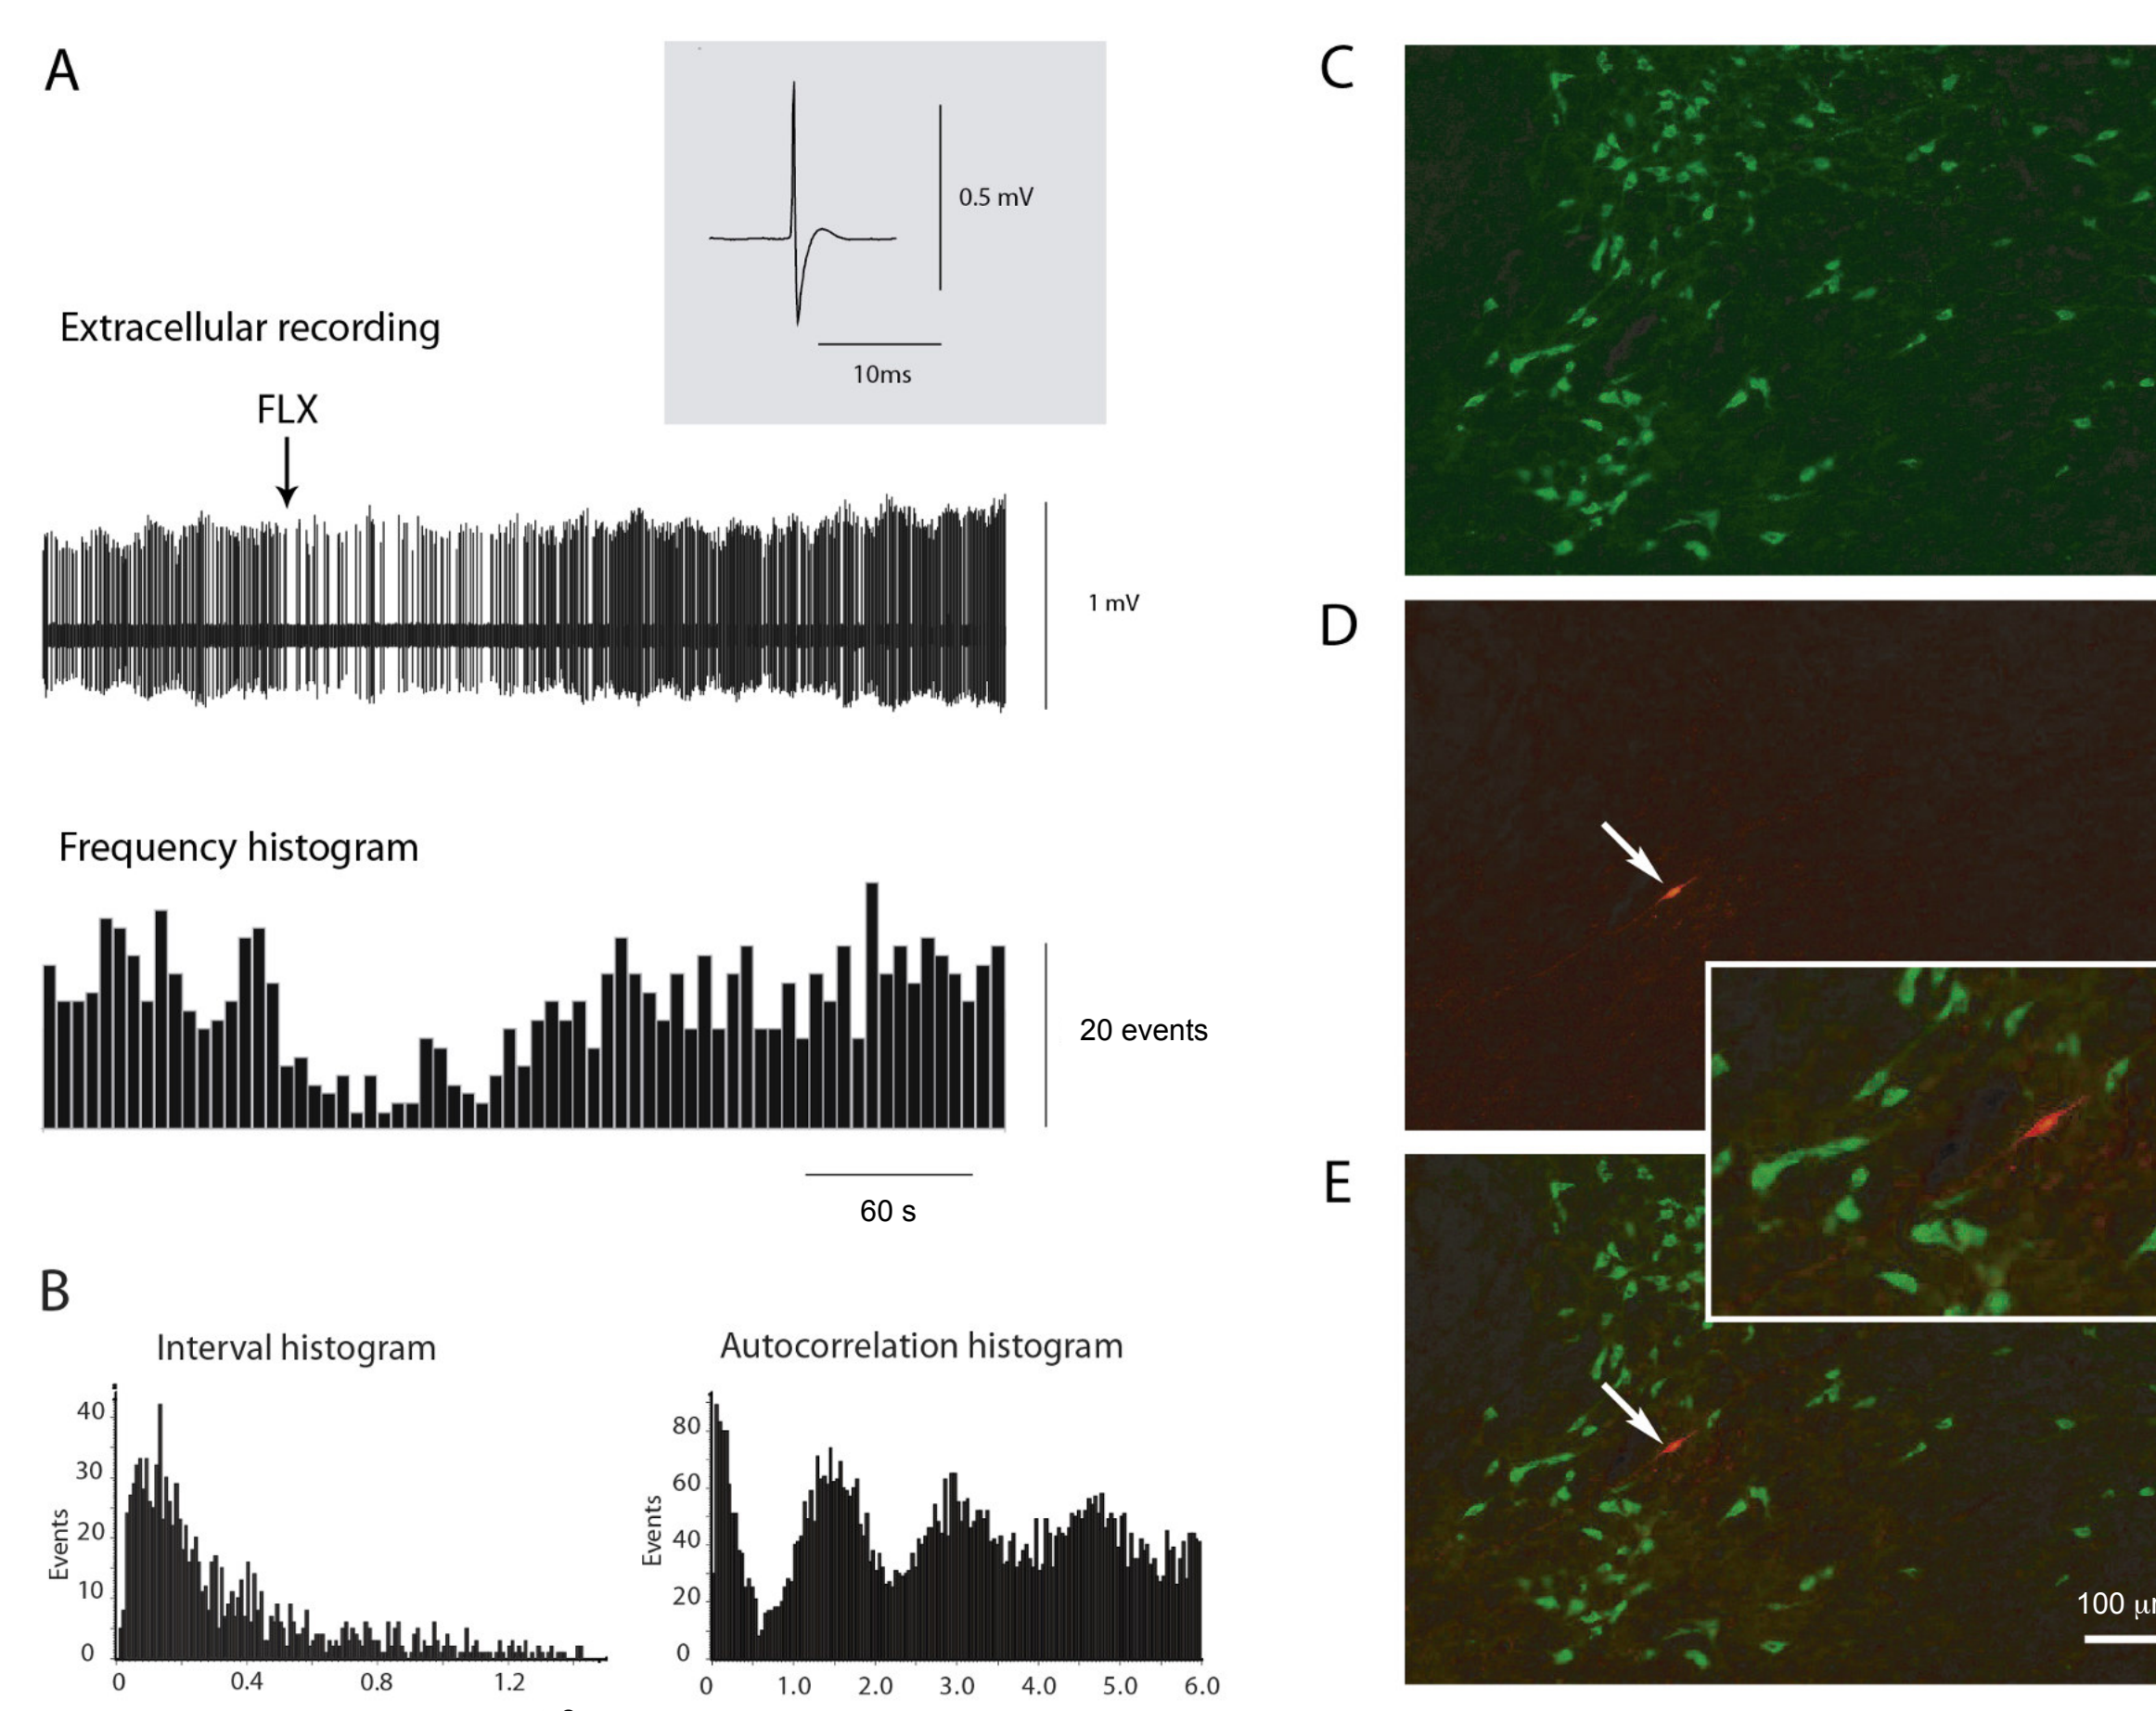 A
0.5 mV
10ms
Extracellular recording
FLX
1 mV
Frequency histogram
20 events
60 s
B
Interval histogram
Events
40
30
20
10
0
0 0.4 0.8 1.2
Autocorrelation histogram
Events
80
60
40
20
0
0 1.0 2.0 3.0 4.0 5.0 6.0
C
D
E
100